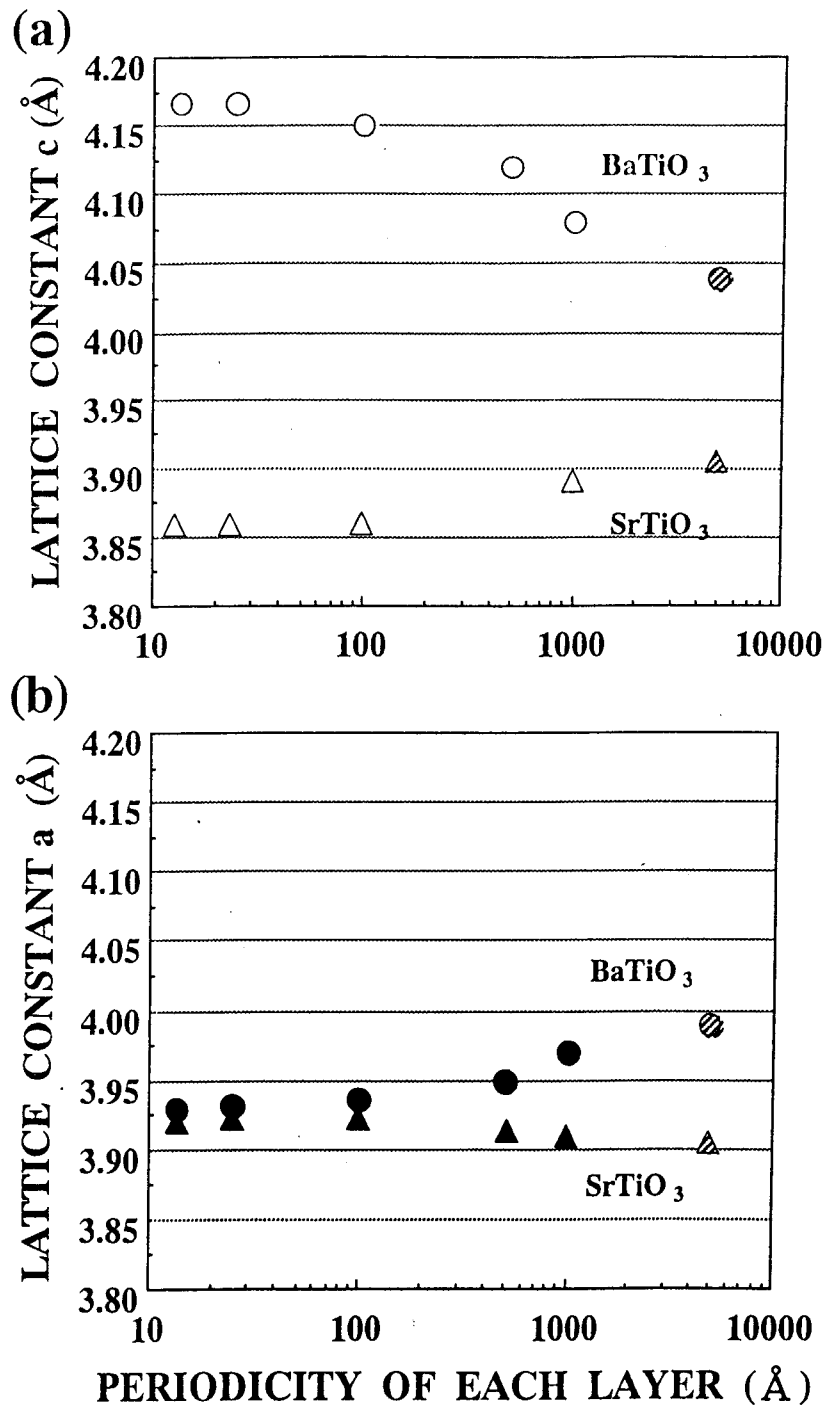 (a)
LATTICE CONSTANT c (Å)
4.20
4.15
4.10
4.05
4.00
3.95
3.90
3.85
3.80
BaTiO3
SrTiO3
10 100 1000 10000
(b)
LATTICE CONSTANT a (Å)
4.20
4.15
4.10
4.05
4.00
3.95
3.90
3.85
3.80
BaTiO3
SrTiO3
10 100 1000 10000
PERIODICITY OF EACH LAYER (Å)